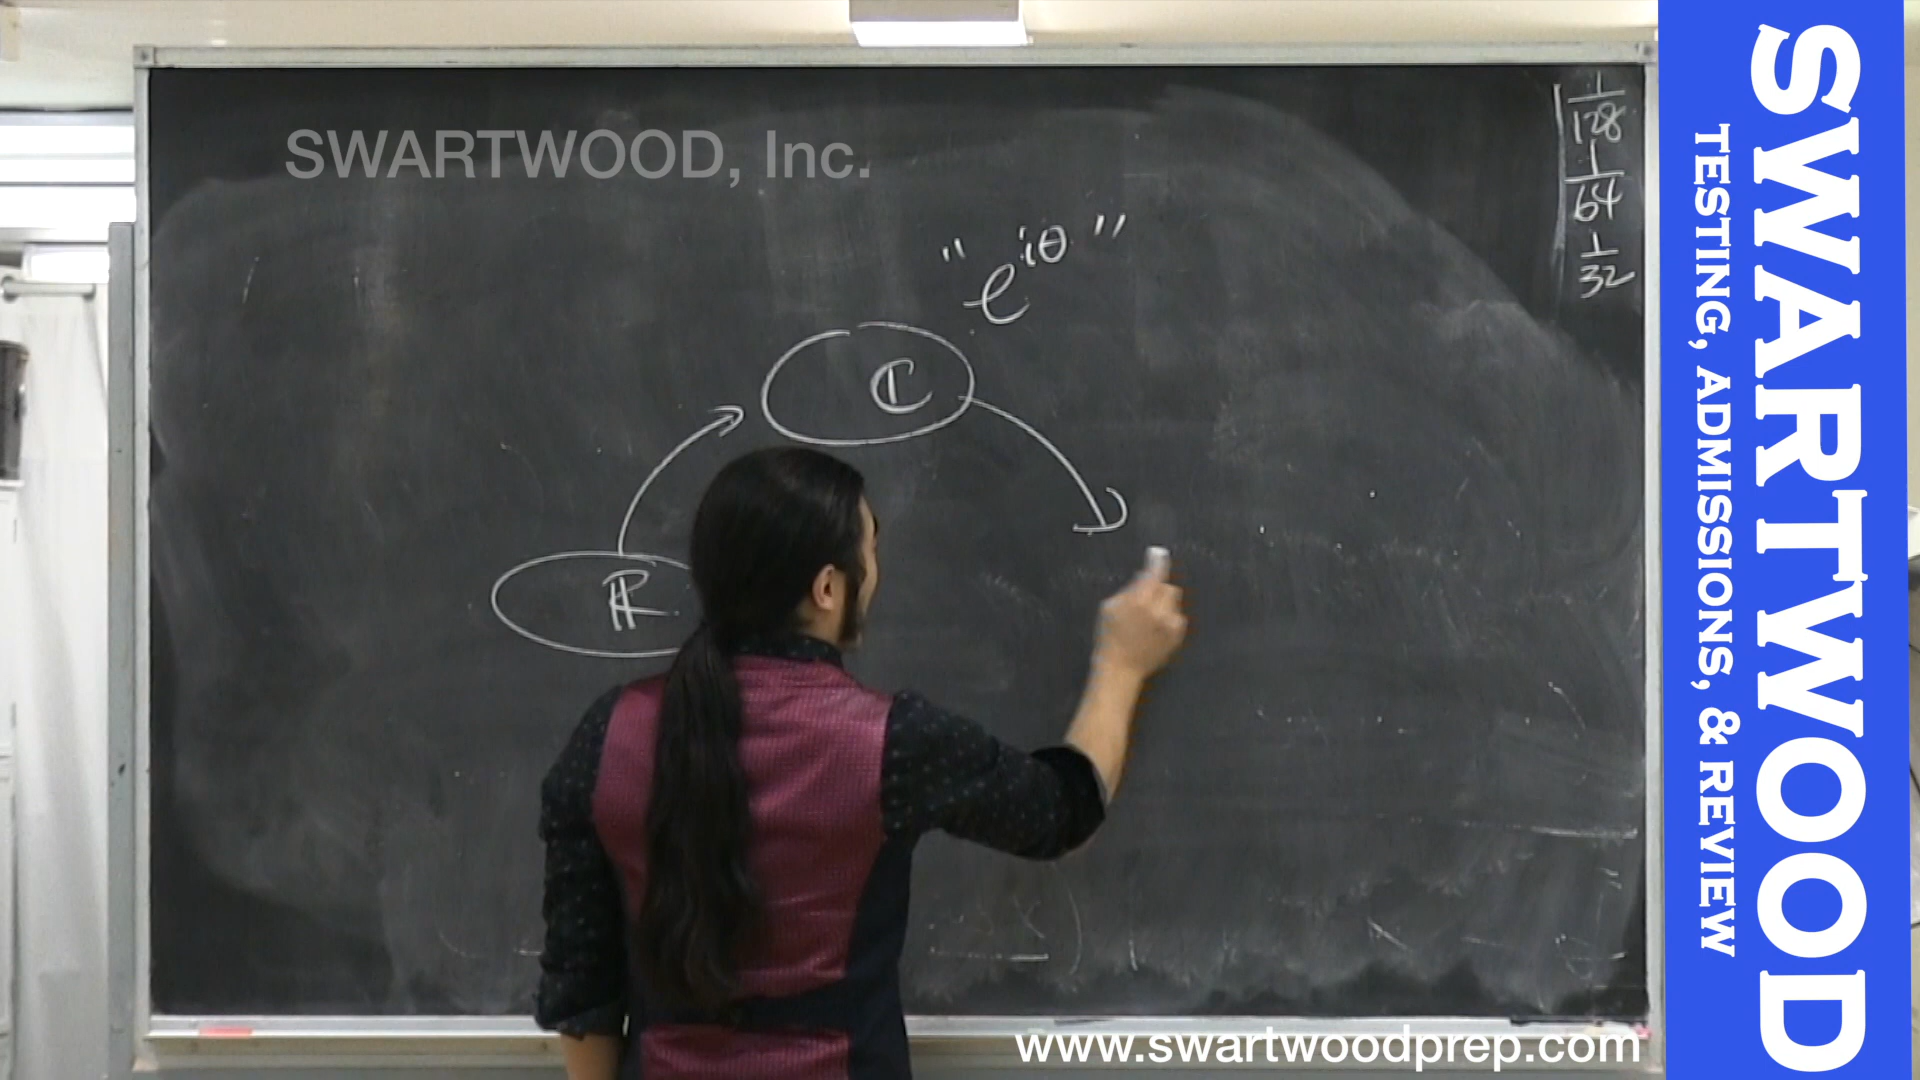 SWARTWOOD, Inc.
"e^{iθ}"
ℂ
ℝ
1/128
1/64
1/32
www.swartwoodprep.com
SWARTWOOD
TESTING, ADMISSIONS, & REVIEW